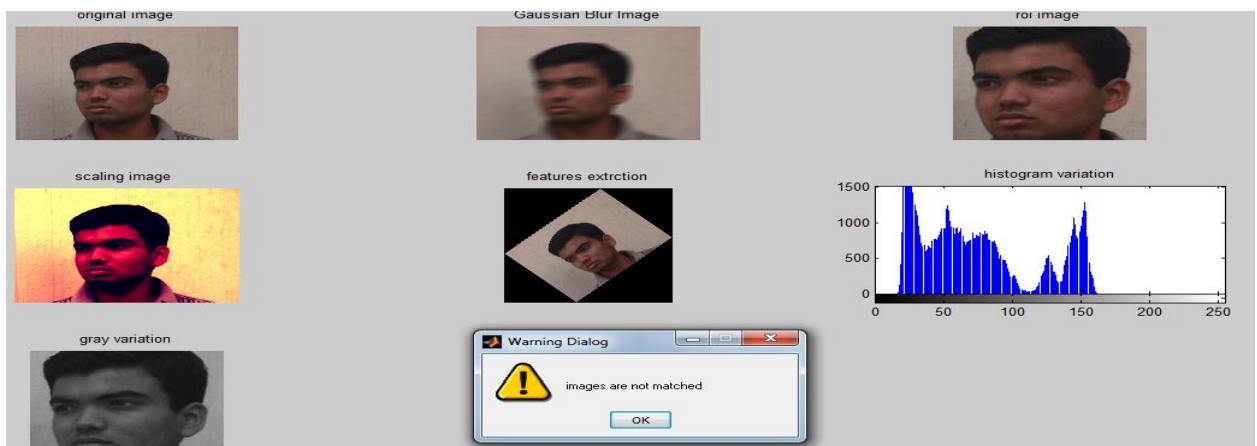 original image
Gaussian Blur Image
roi image
scaling image
features extrction
histogram variation
1500
1000
500
0
0 50 100 150 200 250
gray variation
Warning Dialog
images are not matched
OK